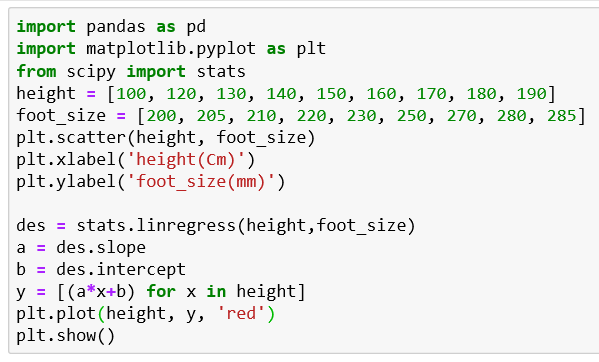 import pandas as pd
import matplotlib.pyplot as plt
from scipy import stats
height = [100, 120, 130, 140, 150, 160, 170, 180, 190]
foot_size = [200, 205, 210, 220, 230, 250, 270, 280, 285]
plt.scatter(height, foot_size)
plt.xlabel('height(Cm)')
plt.ylabel('foot_size(mm)')
des = stats.linregress(height,foot_size)
a = des.slope
b = des.intercept
y = [(a*x+b) for x in height]
plt.plot(height, y, 'red')
plt.show()